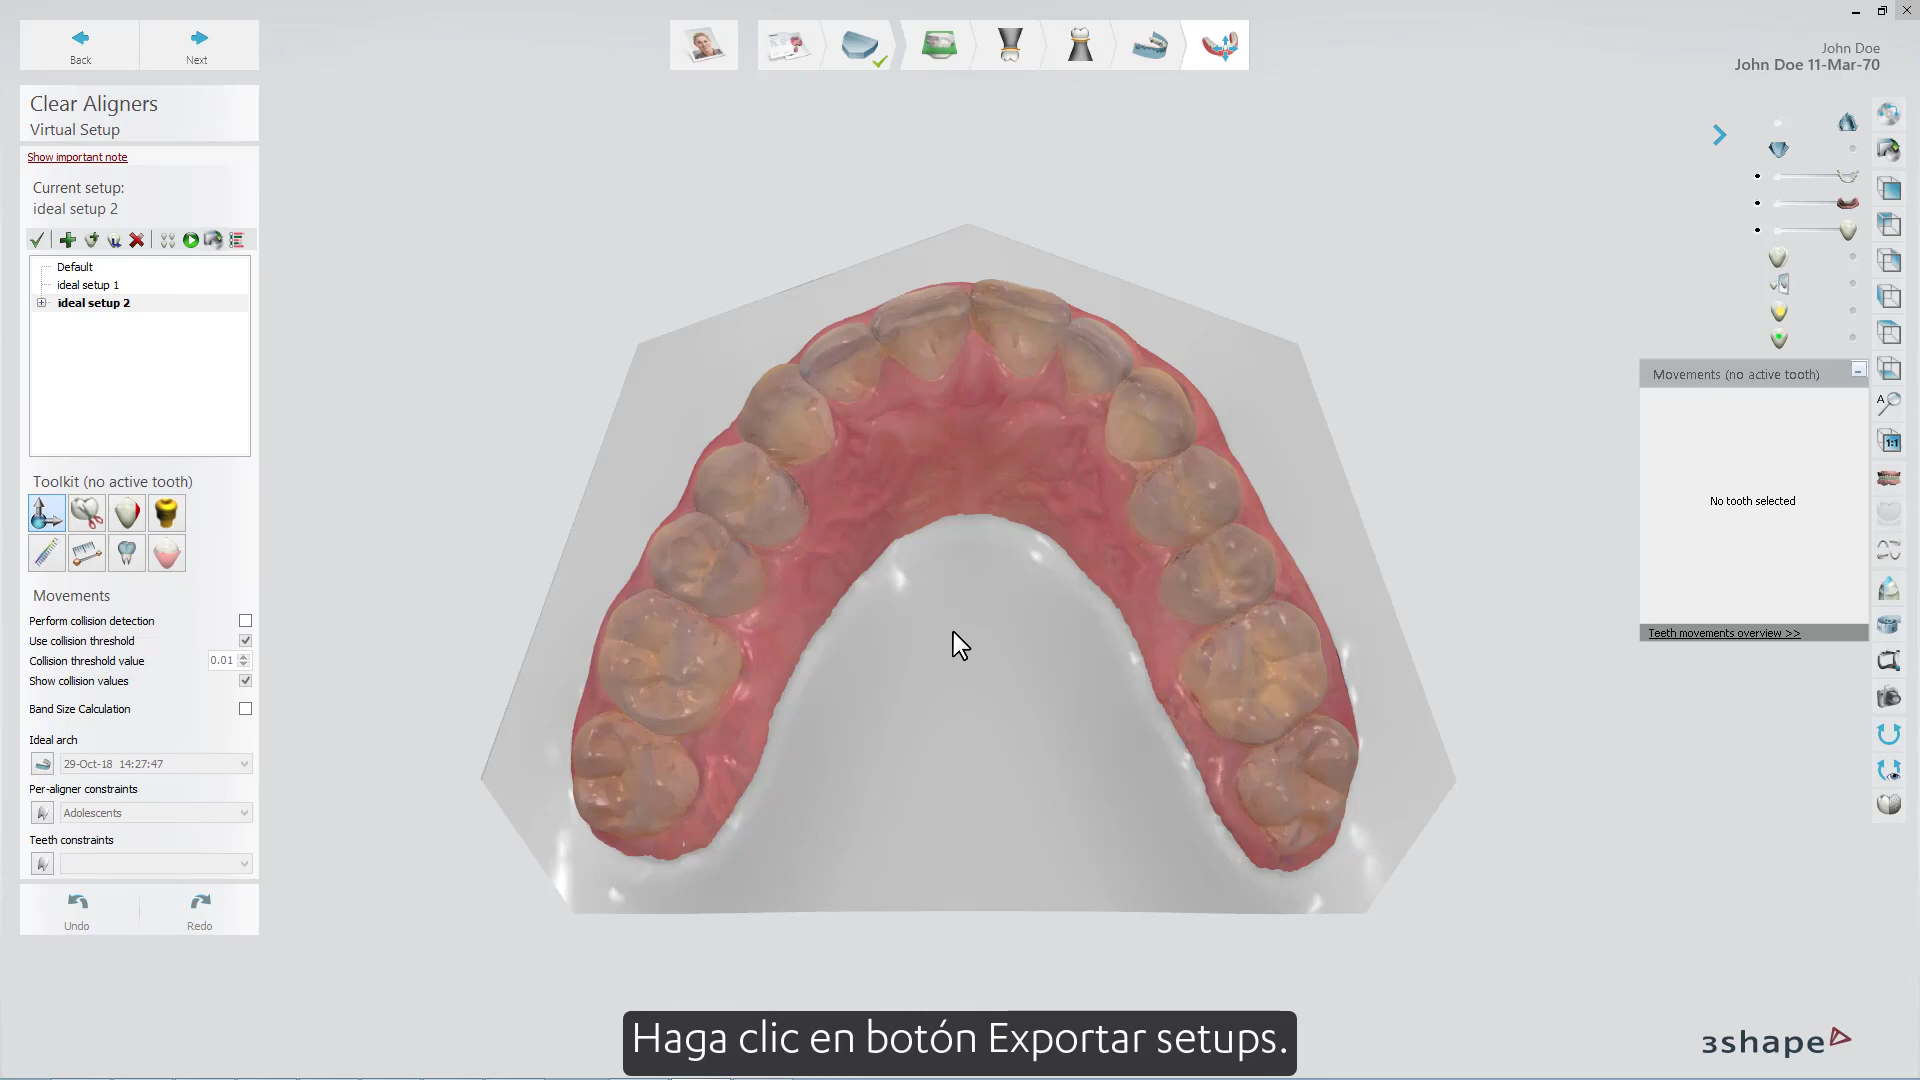 Back
Next
John Doe
John Doe 11-Mar-70
Clear Aligners
Virtual Setup
Show important note
Current setup:
ideal setup 2
Default
ideal setup 1
ideal setup 2
Toolkit (no active tooth)
Movements
Perform collision detection
Use collision threshold
Collision threshold value
0.01
Show collision values
Band Size Calculation
Ideal arch
29-Oct-18 14:27:47
Per-aligner constraints
Adolescents
Teeth constraints
Undo
Redo
Movements (no active tooth)
No tooth selected
Teeth movements overview >>
A
1:1
Haga clic en botón Exportar setups.
3shape